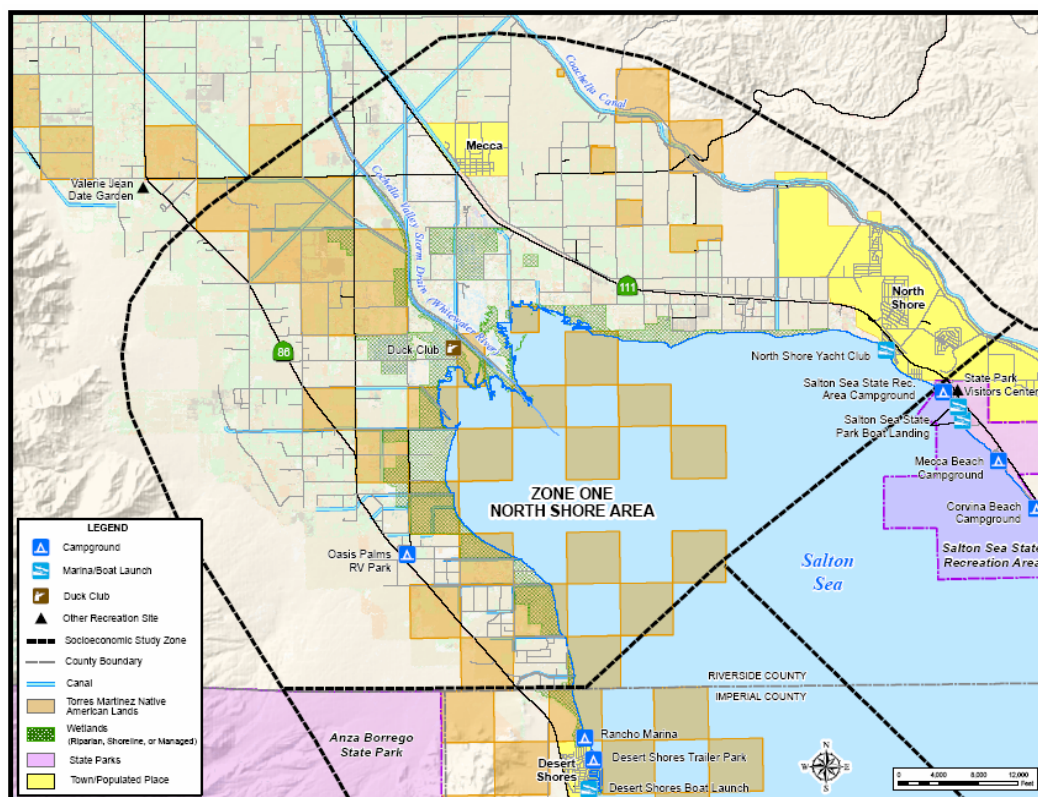 Coachella Canal
Mecca
Valerie Jean
Date Garden
Cochella Valley Storm Drain (Whitewater River)
111
North
Shore
86
Duck Club
North Shore Yacht Club
Salton Sea State Rec.
Area Campground
State Park
Visitors Center
Salton Sea State
Park Boat Landing
Mecca Beach
Campground
ZONE ONE
NORTH SHORE AREA
Corvina Beach
Campground
Oasis Palms
RV Park
Salton
Sea
Salton Sea State
Recreation Area
LEGEND
Campground
Marina/Boat Launch
Duck Club
Other Recreation Site
Socioeconomic Study Zone
County Boundary
Canal
Torres Martinez Native
American Lands
Wetlands
(Riparian, Shoreline, or Managed)
State Parks
Town/Populated Place
RIVERSIDE COUNTY
IMPERIAL COUNTY
Anza Borrego
State Park
Rancho Marina
Desert
Shores
Desert Shores Trailer Park
Desert Shores Boat Launch
N
W E
S
0 4,000 8,000 12,000
Feet